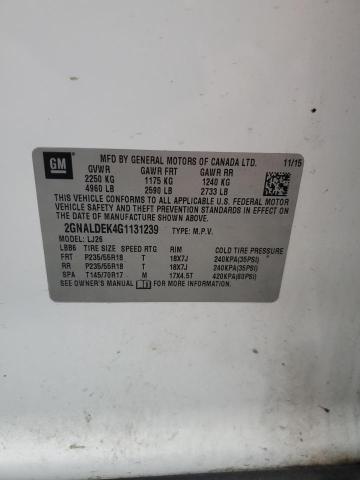 GM
MFD BY GENERAL MOTORS OF CANADA LTD. 11/15
GVWR GAWR FRT GAWR RR
2250 KG 1175 KG 1240 KG
4960 LB 2590 LB 2733 LB
THIS VEHICLE CONFORMS TO ALL APPLICABLE U.S. FEDERAL MOTOR
VEHICLE SAFETY AND THEFT PREVENTION STANDARDS IN EFFECT ON
THE DATE OF MANUFACTURE SHOWN ABOVE.
2GNALDEK4G1131239 TYPE: M.P.V.
MODEL: LJ26
LBB6 TIRE SIZE SPEED RTG RIM COLD TIRE PRESSURE
FRT P235/55R18 T 18X7J 240KPA(35PSI)
RR P235/55R18 T 18X7J 240KPA(35PSI)
SPA T145/70R17 M 17X4.5T 420KPA(60PSI)
SEE OWNER'S MANUAL FOR MORE INFORMATION.